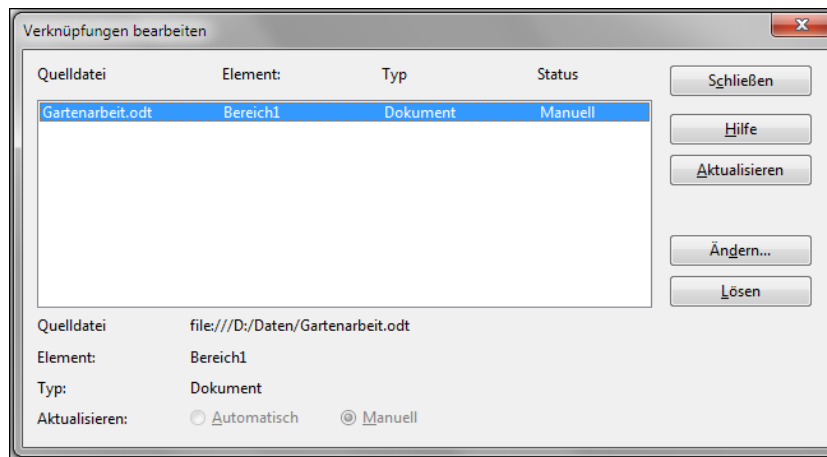 Verknüpfungen bearbeiten
Quelldatei Element: Typ Status
Gartenarbeit.odt Bereich1 Dokument Manuell
Schließen
Hilfe
Aktualisieren
Ändern...
Lösen
Quelldatei file:///D:/Daten/Gartenarbeit.odt
Element: Bereich1
Typ: Dokument
Aktualisieren: Automatisch Manuell